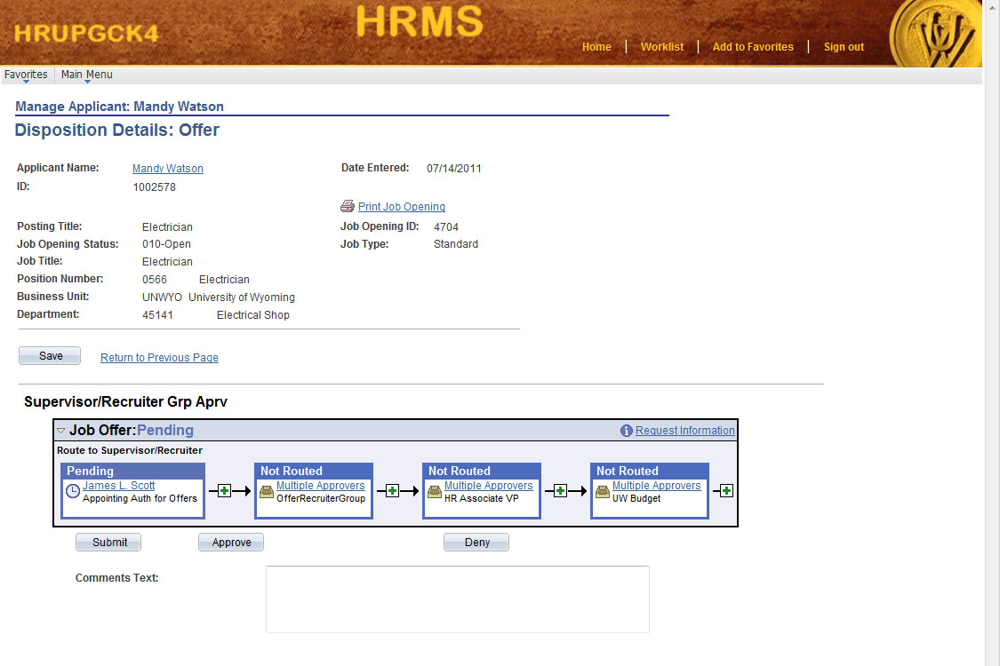 HRUPGCK4
HRMS
Home Worklist Add to Favorites Sign out
Favorites Main Menu
Manage Applicant: Mandy Watson
Disposition Details: Offer
Applicant Name: Mandy Watson Date Entered: 07/14/2011
ID: 1002578
Print Job Opening
Posting Title: Electrician Job Opening ID: 4704
Job Opening Status: 010-Open Job Type: Standard
Job Title: Electrician
Position Number: 0566 Electrician
Business Unit: UNWYO University of Wyoming
Department: 45141 Electrical Shop
Save Return to Previous Page
Supervisor/Recruiter Grp Aprv
Job Offer:Pending Request Information
Route to Supervisor/Recruiter
Pending Not Routed Not Routed Not Routed
James L. Scott Multiple Approvers Multiple Approvers Multiple Approvers
Appointing Auth for Offers OfferRecruiterGroup HR Associate VP UW Budget
Submit Approve Deny
Comments Text: